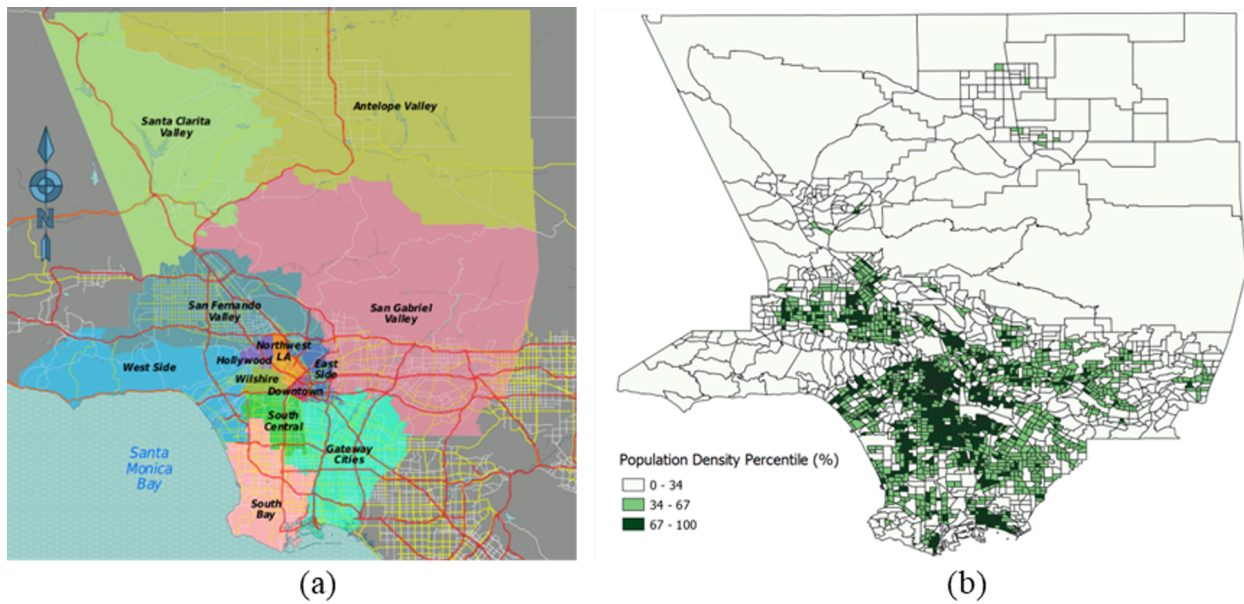 Santa Clarita
Valley
Antelope Valley
N
San Fernando
Valley
San Gabriel
Valley
Northwest
LA
Hollywood
West Side
East
Side
Wilshire
Downtown
South
Central
Gateway
Cities
Santa
Monica
Bay
South
Bay
Population Density Percentile (%)
0 - 34
34 - 67
67 - 100
(a)
(b)